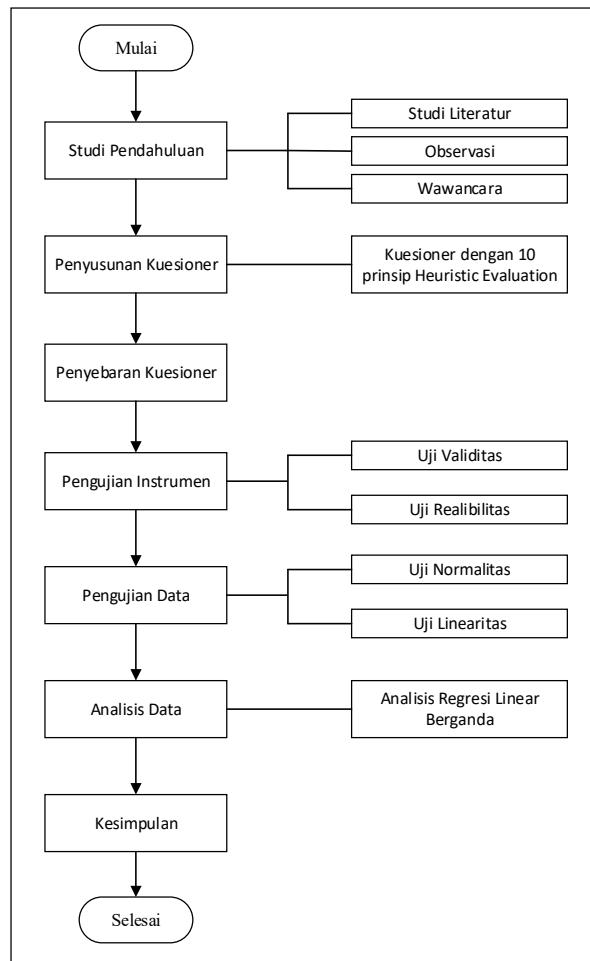 Mulai
Studi Pendahuluan
Studi Literatur
Observasi
Wawancara
Penyusunan Kuesioner
Kuesioner dengan 10
prinsip Heuristic Evaluation
Penyebaran Kuesioner
Pengujian Instrumen
Uji Validitas
Uji Realibilitas
Pengujian Data
Uji Normalitas
Uji Linearitas
Analisis Data
Analisis Regresi Linear
Berganda
Kesimpulan
Selesai